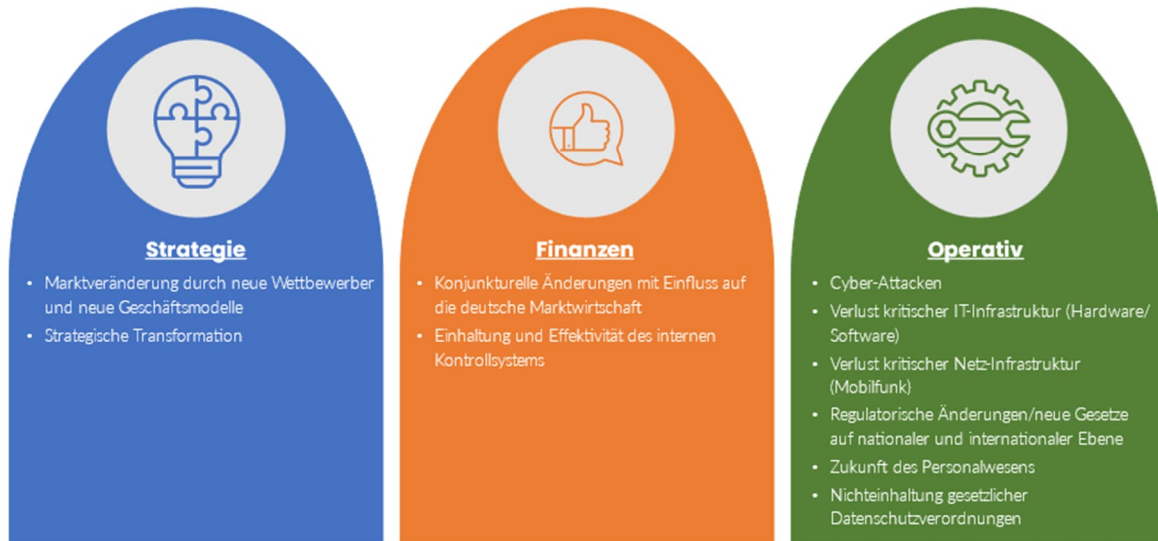 Strategie
• Marktveränderung durch neue Wettbewerber
und neue Geschäftsmodelle
• Strategische Transformation
Finanzen
• Konjunkturelle Änderungen mit Einfluss auf
die deutsche Marktwirtschaft
• Einhaltung und Effektivität des internen
Kontrollsystems
Operativ
• Cyber-Attacken
• Verlust kritischer IT-Infrastruktur (Hardware/
Software)
• Verlust kritischer Netz-Infrastruktur
(Mobilfunk)
• Regulatorische Änderungen/neue Gesetze
auf nationaler und internationaler Ebene
• Zukunft des Personalwesens
• Nichteinhaltung gesetzlicher
Datenschutzverordnungen